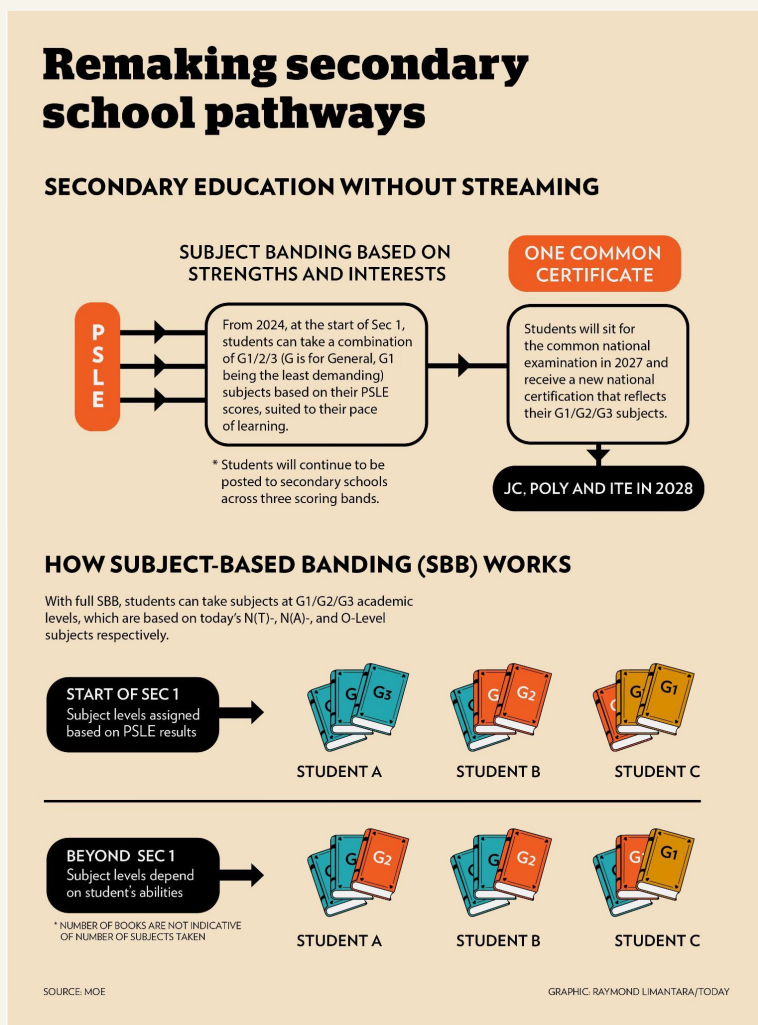 Remaking secondary
school pathways
SECONDARY EDUCATION WITHOUT STREAMING
SUBJECT BANDING BASED ON
STRENGTHS AND INTERESTS
ONE COMMON
CERTIFICATE
PSLE
From 2024, at the start of Sec 1,
students can take a combination
of G1/2/3 (G is for General, G1
being the least demanding)
subjects based on their PSLE
scores, suited to their pace
of learning.
Students will sit for
the common national
examination in 2027 and
receive a new national
certification that reflects
their G1/G2/G3 subjects.
* Students will continue to be
posted to secondary schools
across three scoring bands.
JC, POLY AND ITE IN 2028
HOW SUBJECT-BASED BANDING (SBB) WORKS
With full SBB, students can take subjects at G1/G2/G3 academic
levels, which are based on today's N(T)-, N(A)-, and O-Level
subjects respectively.
START OF SEC 1
Subject levels assigned
based on PSLE results
G G3
G G2
G G1
STUDENT A
STUDENT B
STUDENT C
BEYOND SEC 1
Subject levels depend
on student's abilities
G G2
G G2
G G1
* NUMBER OF BOOKS ARE NOT INDICATIVE
OF NUMBER OF SUBJECTS TAKEN
STUDENT A
STUDENT B
STUDENT C
SOURCE: MOE
GRAPHIC: RAYMOND LIMANTARA/TODAY